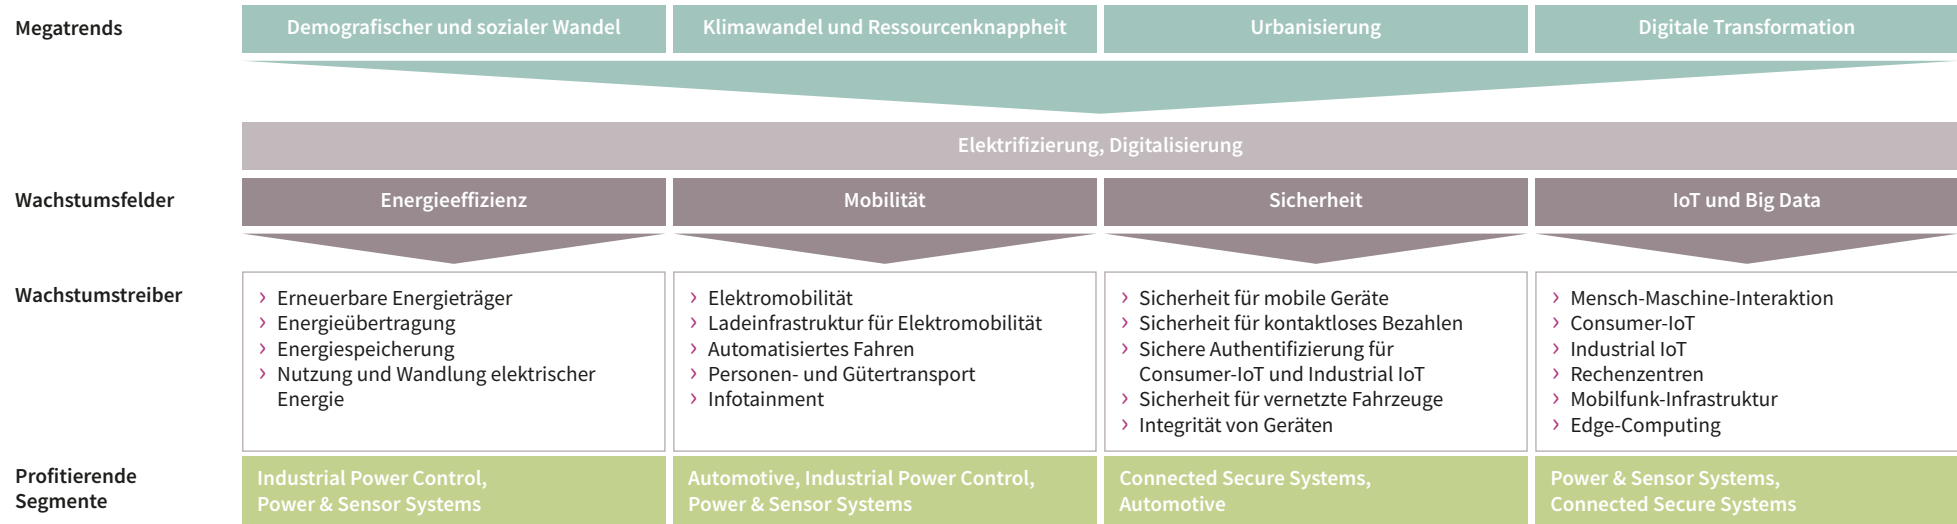 Megatrends
Demografischer und sozialer Wandel
Klimawandel und Ressourcenknappheit
Urbanisierung
Digitale Transformation
Elektrifizierung, Digitalisierung
Wachstumsfelder
Energieeffizienz
Mobilität
Sicherheit
IoT und Big Data
Wachstumstreiber
› Erneuerbare Energieträger
› Energieübertragung
› Energiespeicherung
› Nutzung und Wandlung elektrischer
Energie
› Elektromobilität
› Ladeinfrastruktur für Elektromobilität
› Automatisiertes Fahren
› Personen- und Gütertransport
› Infotainment
› Sicherheit für mobile Geräte
› Sicherheit für kontaktloses Bezahlen
› Sichere Authentifizierung für
Consumer-IoT und Industrial IoT
› Sicherheit für vernetzte Fahrzeuge
› Integrität von Geräten
› Mensch-Maschine-Interaktion
› Consumer-IoT
› Industrial IoT
› Rechenzentren
› Mobilfunk-Infrastruktur
› Edge-Computing
Profitierende
Segmente
Industrial Power Control,
Power & Sensor Systems
Automotive, Industrial Power Control,
Power & Sensor Systems
Connected Secure Systems,
Automotive
Power & Sensor Systems,
Connected Secure Systems